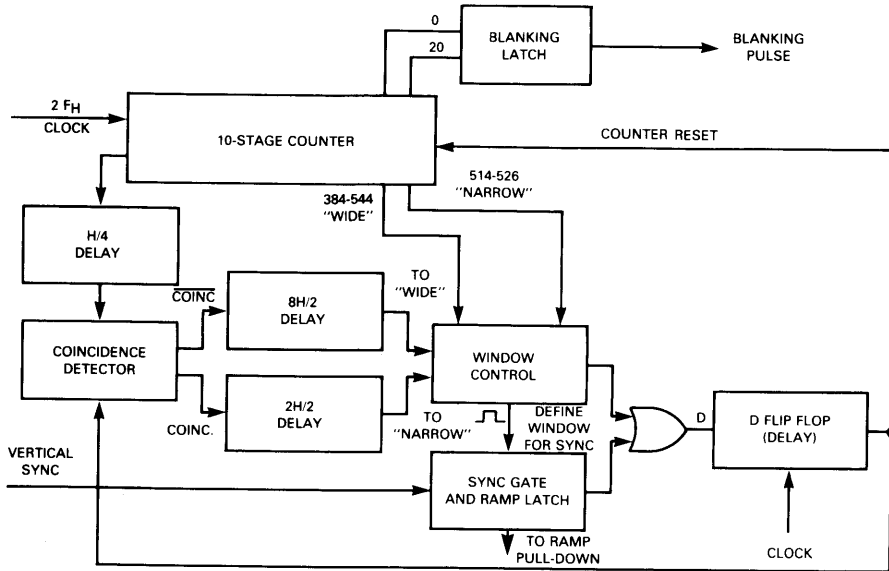 0
20
BLANKING
LATCH
BLANKING
PULSE
2 FH
CLOCK
10-STAGE COUNTER
COUNTER RESET
384-544
"WIDE"
514-526
"NARROW"
H/4
DELAY
COINC
8H/2
DELAY
TO
"WIDE"
COINCIDENCE
DETECTOR
WINDOW
CONTROL
COINC.
2H/2
DELAY
TO
"NARROW"
DEFINE
WINDOW
FOR SYNC
D
D FLIP FLOP
(DELAY)
VERTICAL
SYNC
SYNC GATE
AND RAMP LATCH
TO RAMP
PULL-DOWN
CLOCK